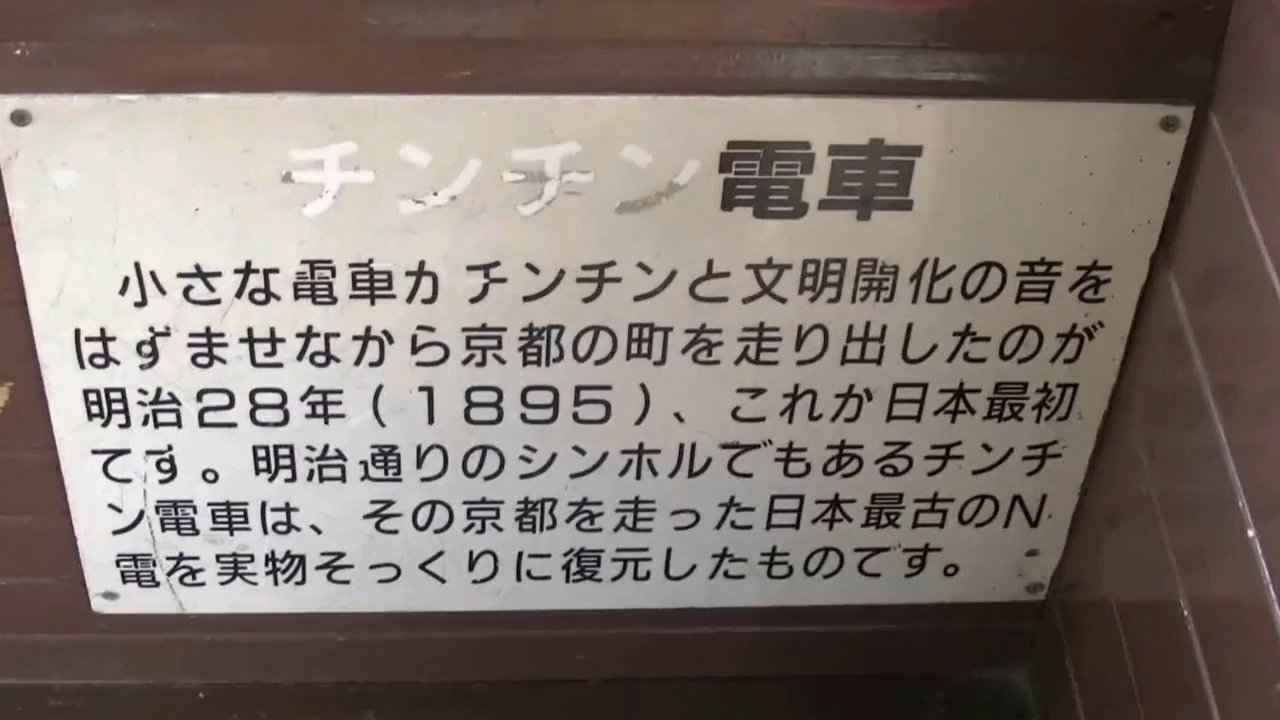 チンチン電車
小さな電車がチンチンと文明開化の音を
はずませながら京都の町を走り出したのが
明治28年（1895）、これが日本最初
です。明治通りのシンボルでもあるチンチ
ン電車は、その京都を走った日本最古のN
電を実物そっくりに復元したものです。